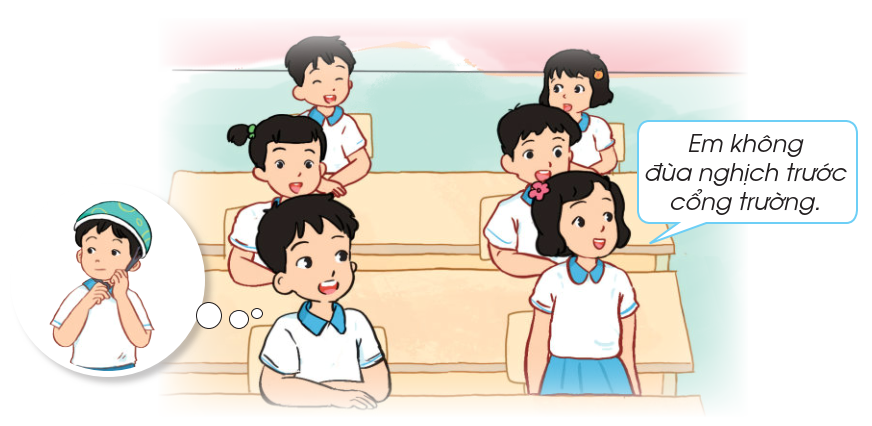 Em không
đùa nghịch trước
cổng trường.